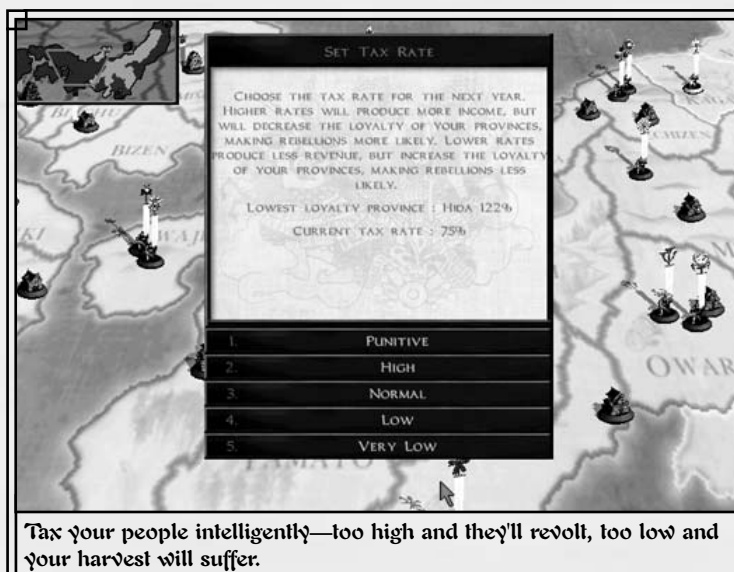 SET TAX RATE
CHOOSE THE TAX RATE FOR THE NEXT YEAR.
HIGHER RATES WILL PRODUCE MORE INCOME, BUT
WILL DECREASE THE LOYALTY OF YOUR PROVINCES,
MAKING REBELLIONS MORE LIKELY. LOWER RATES
PRODUCE LESS REVENUE, BUT INCREASE THE LOYALTY
OF YOUR PROVINCES, MAKING REBELLIONS LESS
LIKELY.
LOWEST LOYALTY PROVINCE : HIDA 122%
CURRENT TAX RATE : 75%
1. PUNITIVE
2. HIGH
3. NORMAL
4. LOW
5. VERY LOW
BIZEN
WAJI
KAGA
CHIZEN
OWAR
YAMATO
Tax your people intelligently—too high and they'll revolt, too low and
your harvest will suffer.